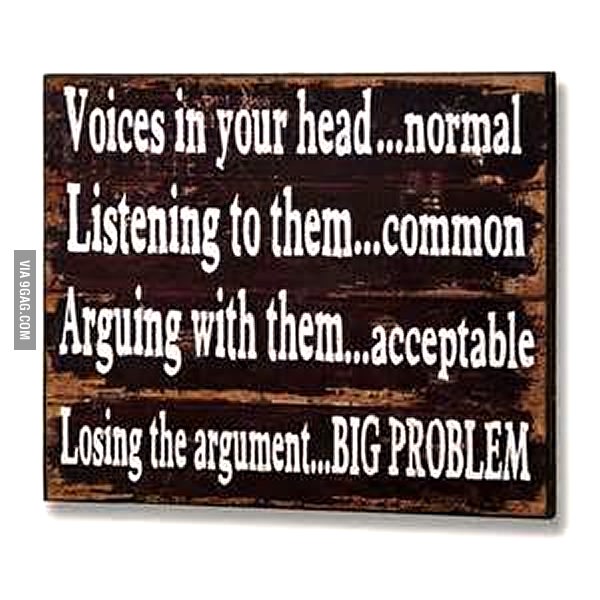 Voices in your head...normal
Listening to them...common
Arguing with them...acceptable
Losing the argument...BIG PROBLEM
VIA 9GAG.COM